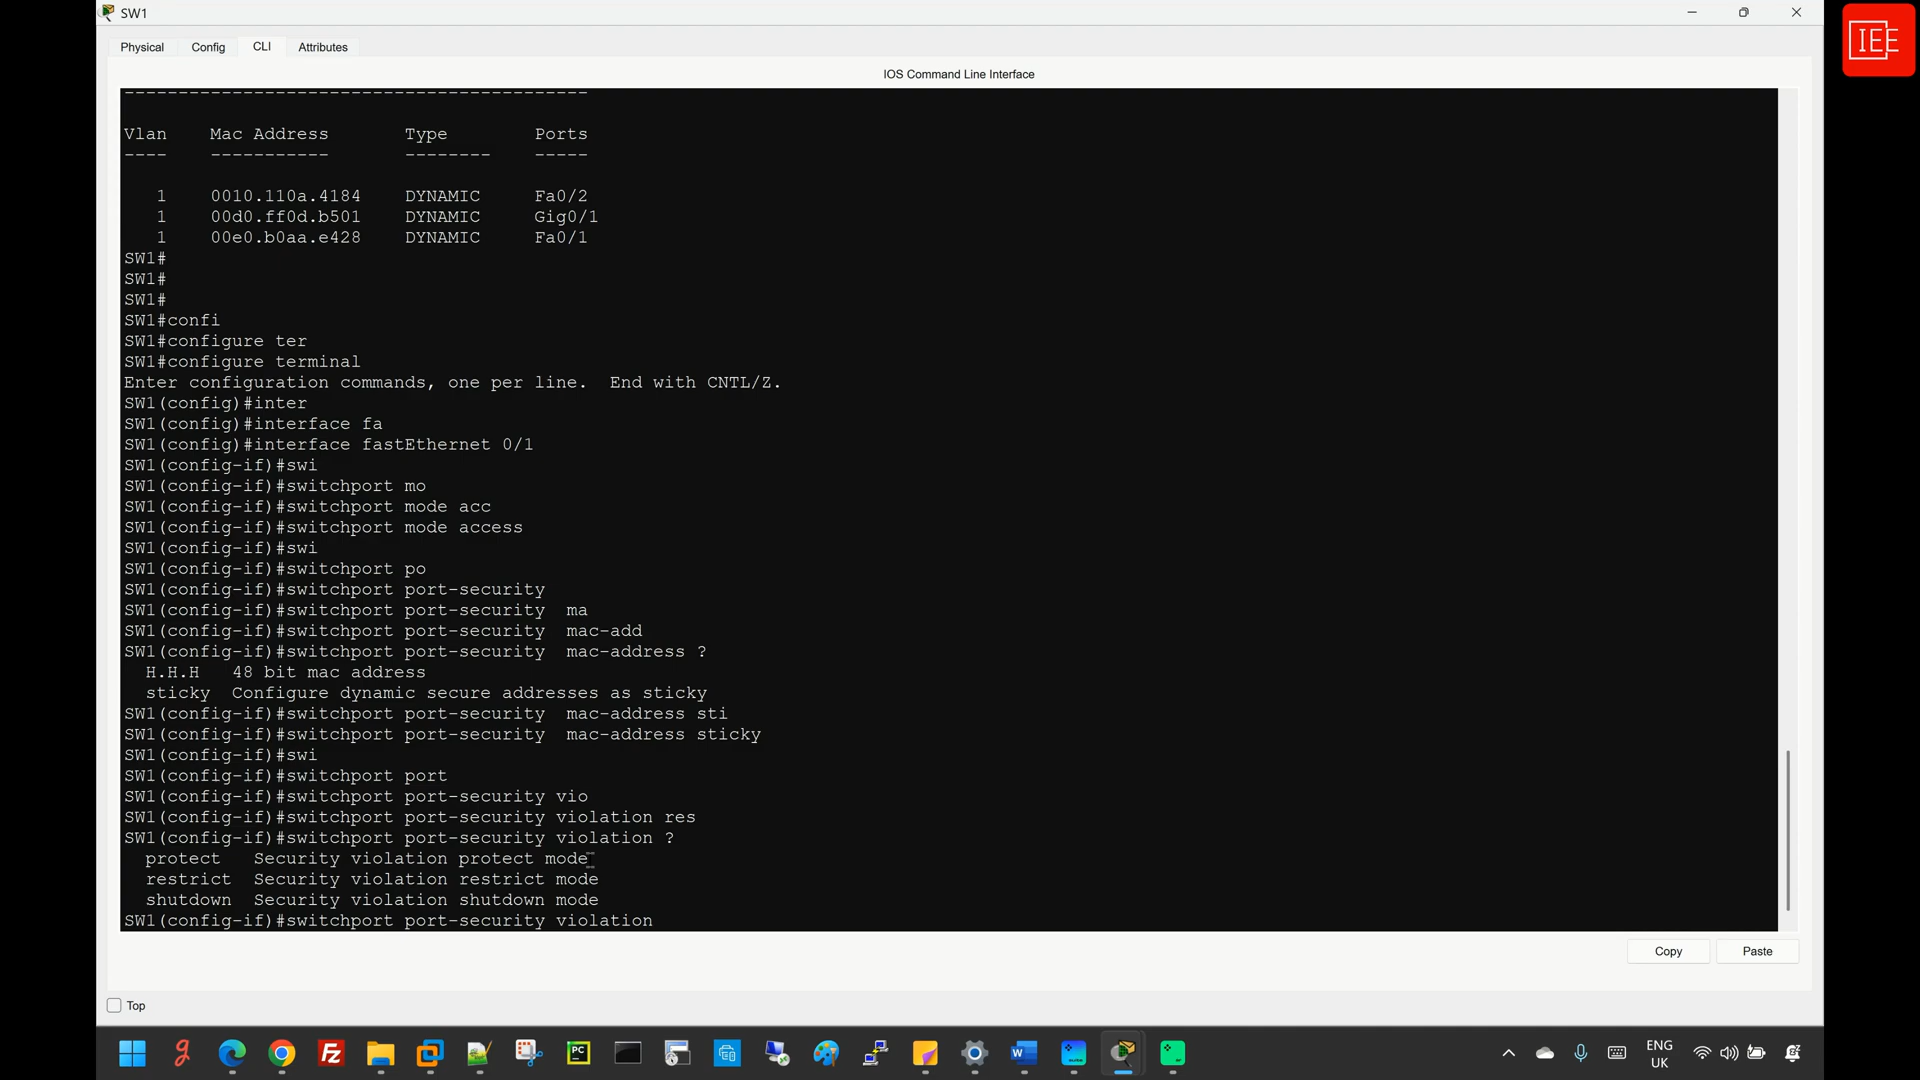 SW1
IEE
Physical Config CLI Attributes
IOS Command Line Interface
-------------------------------------------
Vlan    Mac Address       Type        Ports
----    -----------       --------    -----
   1    0010.110a.4184    DYNAMIC     Fa0/2
   1    00d0.ff0d.b501    DYNAMIC     Gig0/1
   1    00e0.b0aa.e428    DYNAMIC     Fa0/1
SW1#
SW1#
SW1#
SW1#confi
SW1#configure ter
SW1#configure terminal
Enter configuration commands, one per line.  End with CNTL/Z.
SW1(config)#inter
SW1(config)#interface fa
SW1(config)#interface fastEthernet 0/1
SW1(config-if)#swi
SW1(config-if)#switchport mo
SW1(config-if)#switchport mode acc
SW1(config-if)#switchport mode access
SW1(config-if)#swi
SW1(config-if)#switchport po
SW1(config-if)#switchport port-security
SW1(config-if)#switchport port-security  ma
SW1(config-if)#switchport port-security  mac-add
SW1(config-if)#switchport port-security  mac-address ?
  H.H.H   48 bit mac address
  sticky  Configure dynamic secure addresses as sticky
SW1(config-if)#switchport port-security  mac-address sti
SW1(config-if)#switchport port-security  mac-address sticky
SW1(config-if)#swi
SW1(config-if)#switchport port
SW1(config-if)#switchport port-security vio
SW1(config-if)#switchport port-security violation res
SW1(config-if)#switchport port-security violation ?
  protect   Security violation protect mode
  restrict  Security violation restrict mode
  shutdown  Security violation shutdown mode
SW1(config-if)#switchport port-security violation
Copy Paste
Top
ENG
UK